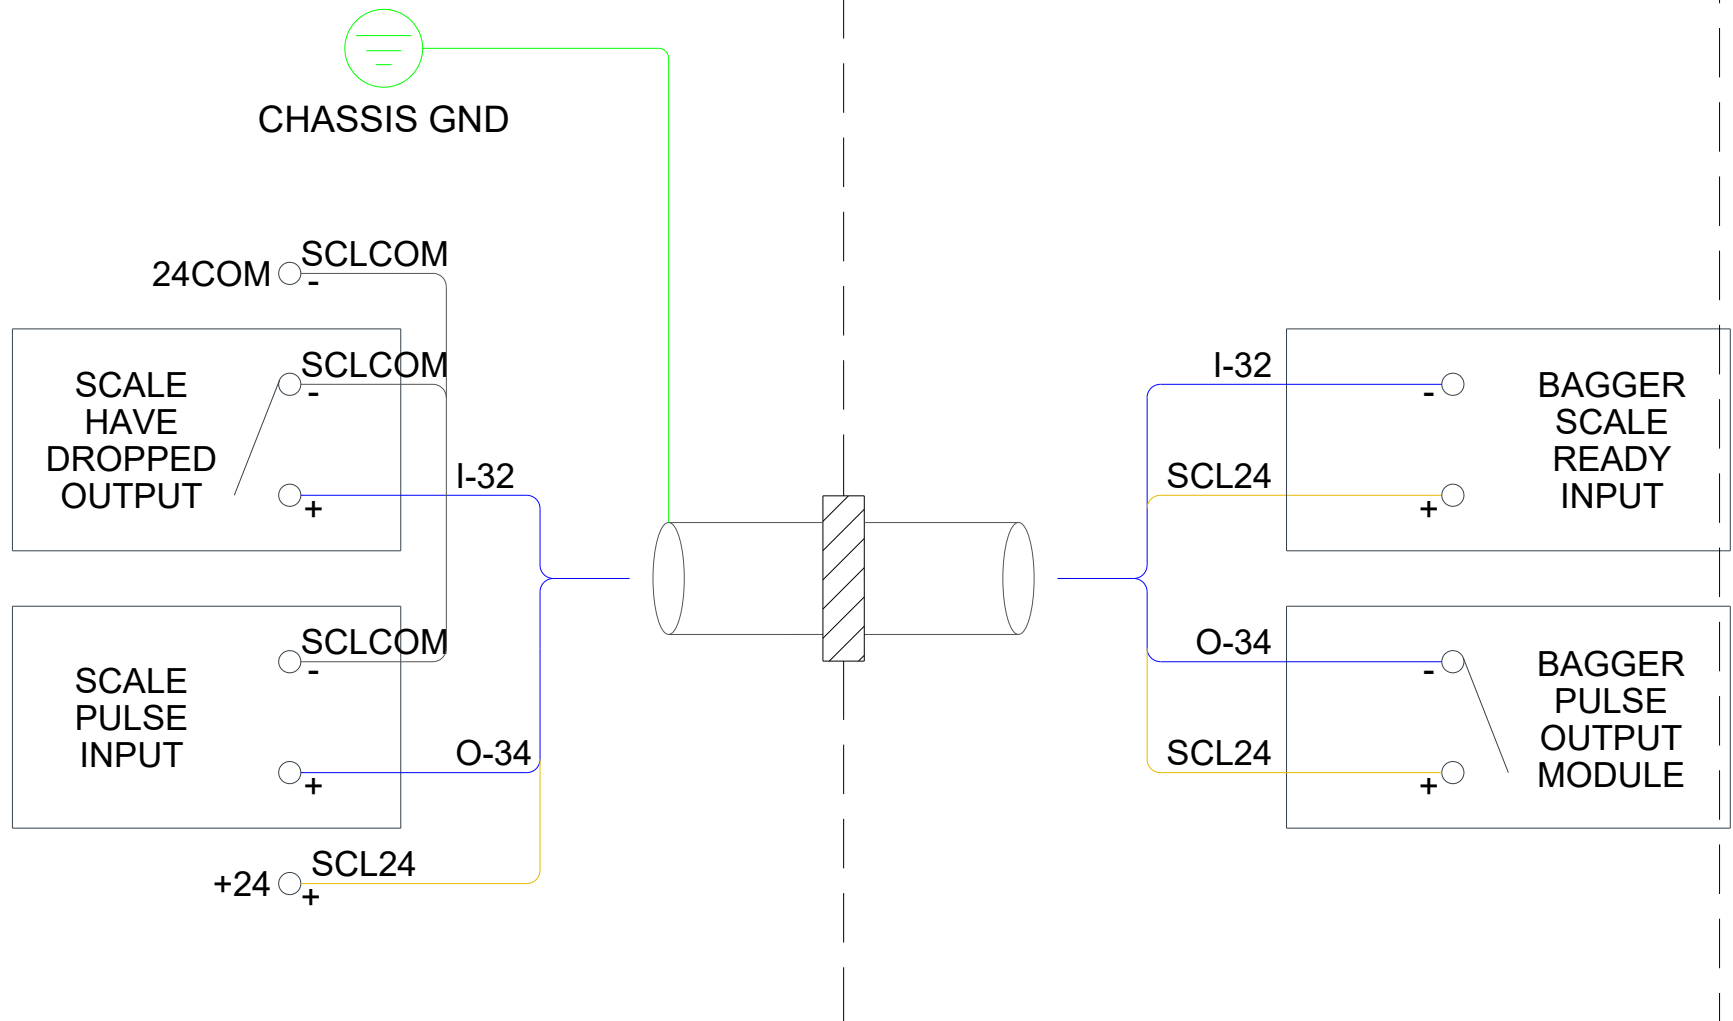 CHASSIS GND
SCLCOM
24COM
-
SCLCOM
-
SCALE
HAVE
DROPPED
OUTPUT
I-32
+
SCLCOM
-
SCALE
PULSE
INPUT
O-34
+
SCL24
+24
+
I-32
-
SCL24
+
BAGGER
SCALE
READY
INPUT
O-34
-
SCL24
+
BAGGER
PULSE
OUTPUT
MODULE